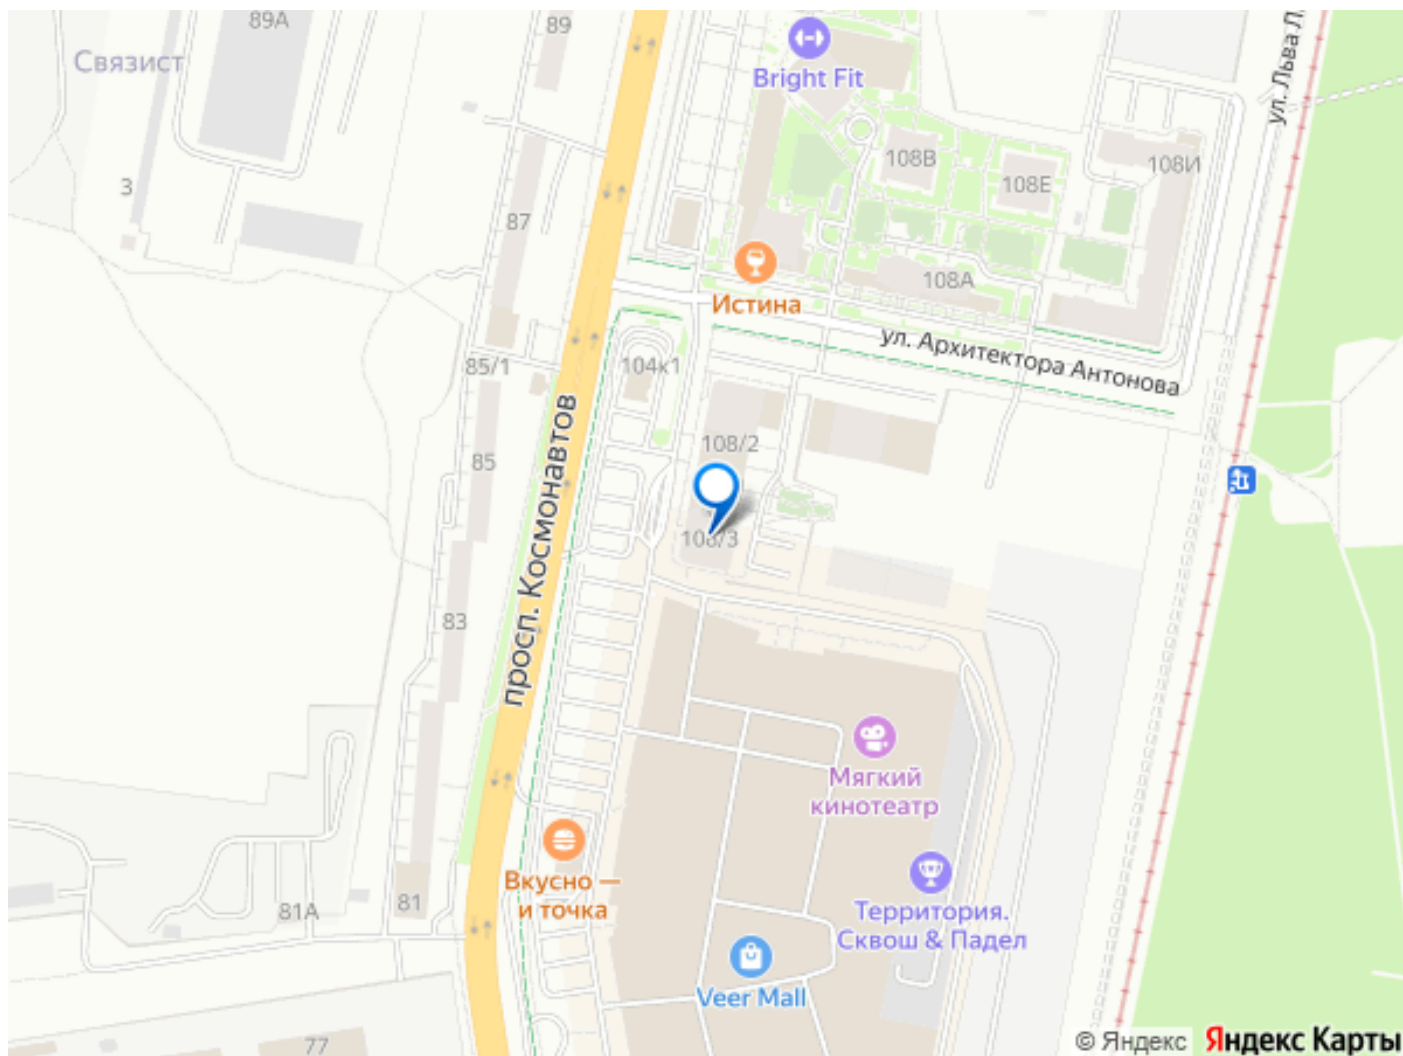 89А
89
Связист
Bright Fit
ул. Льва Л
108В
108Е
108И
3
87
108А
Истина
ул. Архитектора Антонова
85/1
104к1
просп. Космонавтов
108/2
85
108/3
83
Мягкий
кинотеатр
Вкусно —
и точка
81
81А
Территория.
Сквош & Падел
Veer Mall
77
© Яндекс
Яндекс Карты